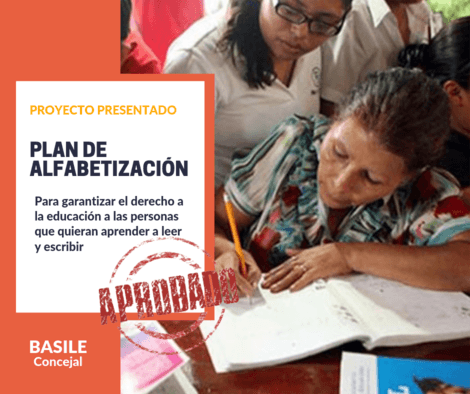 PROYECTO PRESENTADO
PLAN DE
ALFABETIZACIÓN
Para garantizar el derecho a
la educación a las personas
que quieran aprender a leer
y escribir
APROBADO
BASILE
Concejal